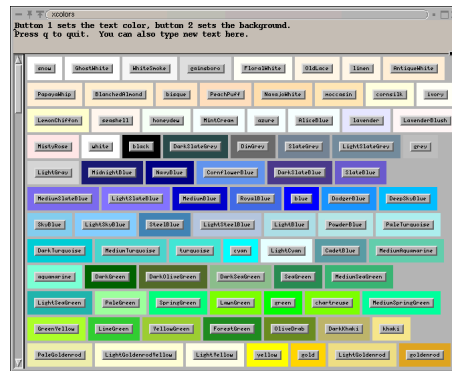 xcolors
Button 1 sets the text color, button 2 sets the background.
Press q to quit.  You can also type new text here.
snow GhostWhite WhiteSmoke gainsboro FloralWhite OldLace linen AntiqueWhite
PapayaWhip BlanchedAlmond bisque PeachPuff NavajoWhite moccasin cornsilk ivory
LemonChiffon seashell honeydew MintCream azure AliceBlue lavender LavenderBlush
MistyRose white black DarkSlateGrey DimGrey SlateGrey LightSlateGrey grey
LightGray MidnightBlue NavyBlue CornflowerBlue DarkSlateBlue SlateBlue
MediumSlateBlue LightSlateBlue MediumBlue RoyalBlue blue DodgerBlue DeepSkyBlue
SkyBlue LightSkyBlue SteelBlue LightSteelBlue LightBlue PowderBlue PaleTurquoise
DarkTurquoise MediumTurquoise turquoise cyan LightCyan CadetBlue MediumAquamarine
aquamarine DarkGreen DarkOliveGreen DarkSeaGreen SeaGreen MediumSeaGreen
LightSeaGreen PaleGreen SpringGreen LawnGreen green chartreuse MediumSpringGreen
GreenYellow LimeGreen YellowGreen ForestGreen OliveDrab DarkKhaki khaki
PaleGoldenrod LightGoldenrodYellow LightYellow yellow gold LightGoldenrod goldenrod